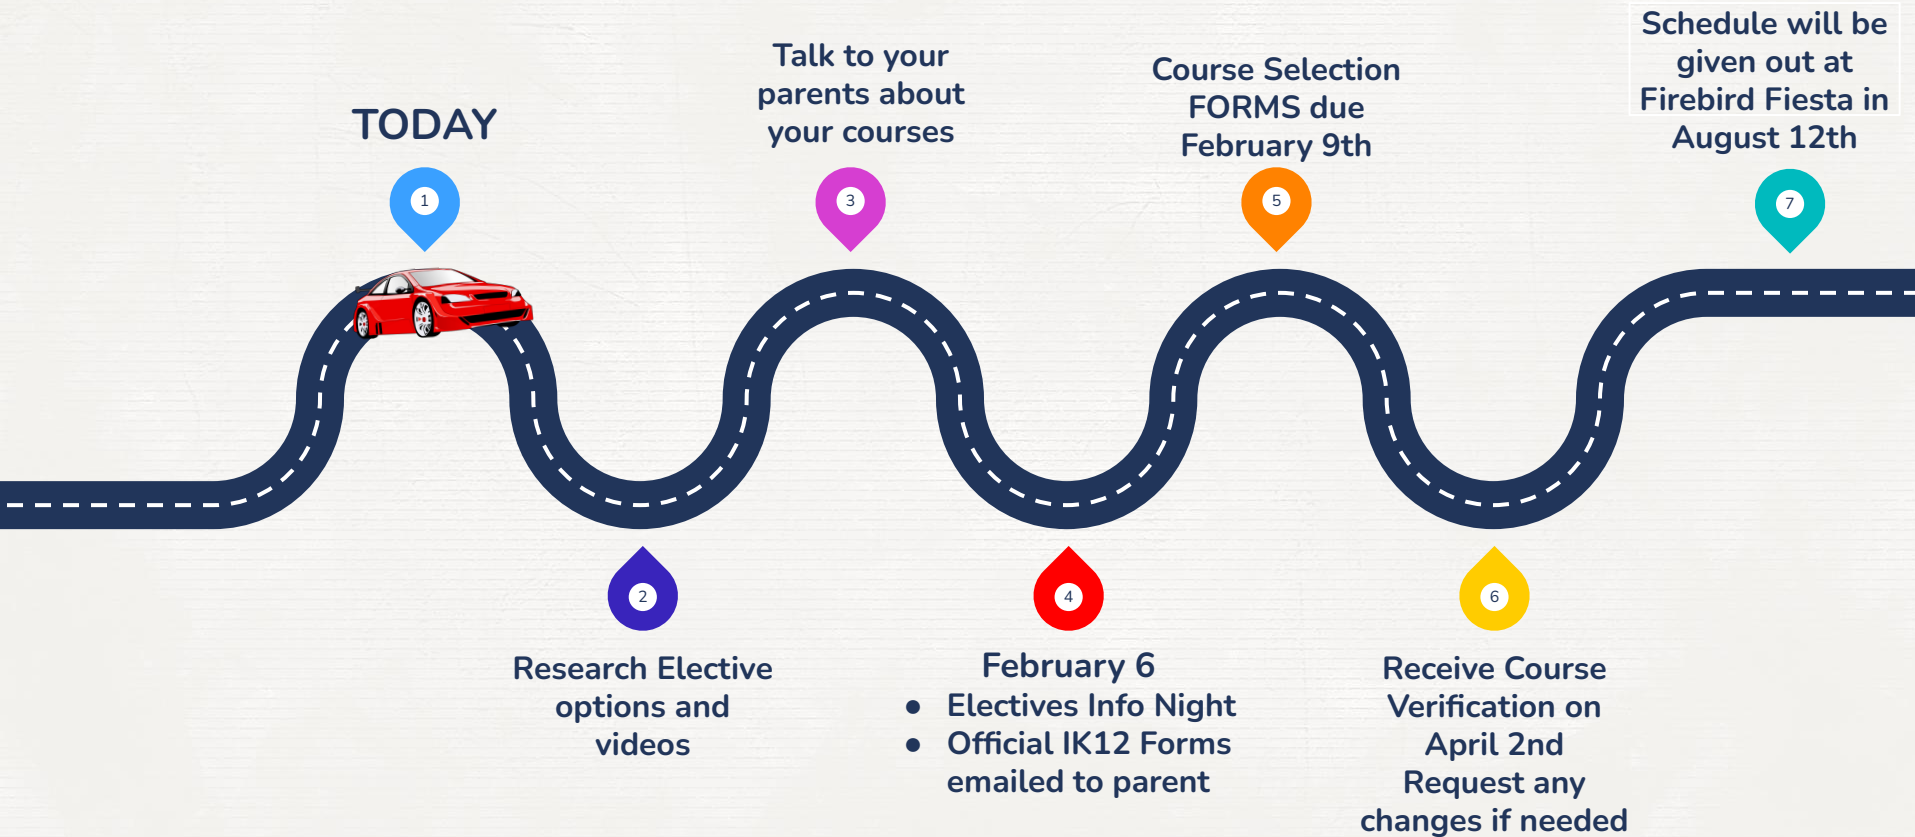 TODAY
1
2
Research Elective
options and
videos
Talk to your
parents about
your courses
3
4
February 6
● Electives Info Night
● Official IK12 Forms
emailed to parent
Course Selection
FORMS due
February 9th
5
6
Receive Course
Verification on
April 2nd
Request any
changes if needed
Schedule will be
given out at
Firebird Fiesta in
August 12th
7